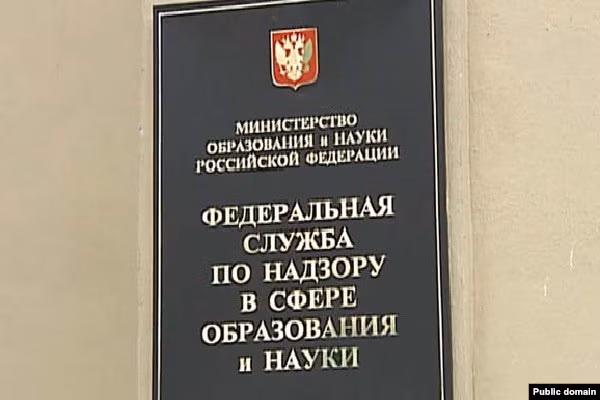 МИНИСТЕРСТВО
ОБРАЗОВАНИЯ и НАУКИ
РОССИЙСКОЙ ФЕДЕРАЦИИ
ФЕДЕРАЛЬНАЯ
СЛУЖБА
ПО НАДЗОРУ
В СФЕРЕ
ОБРАЗОВАНИЯ
и НАУКИ
Public domain